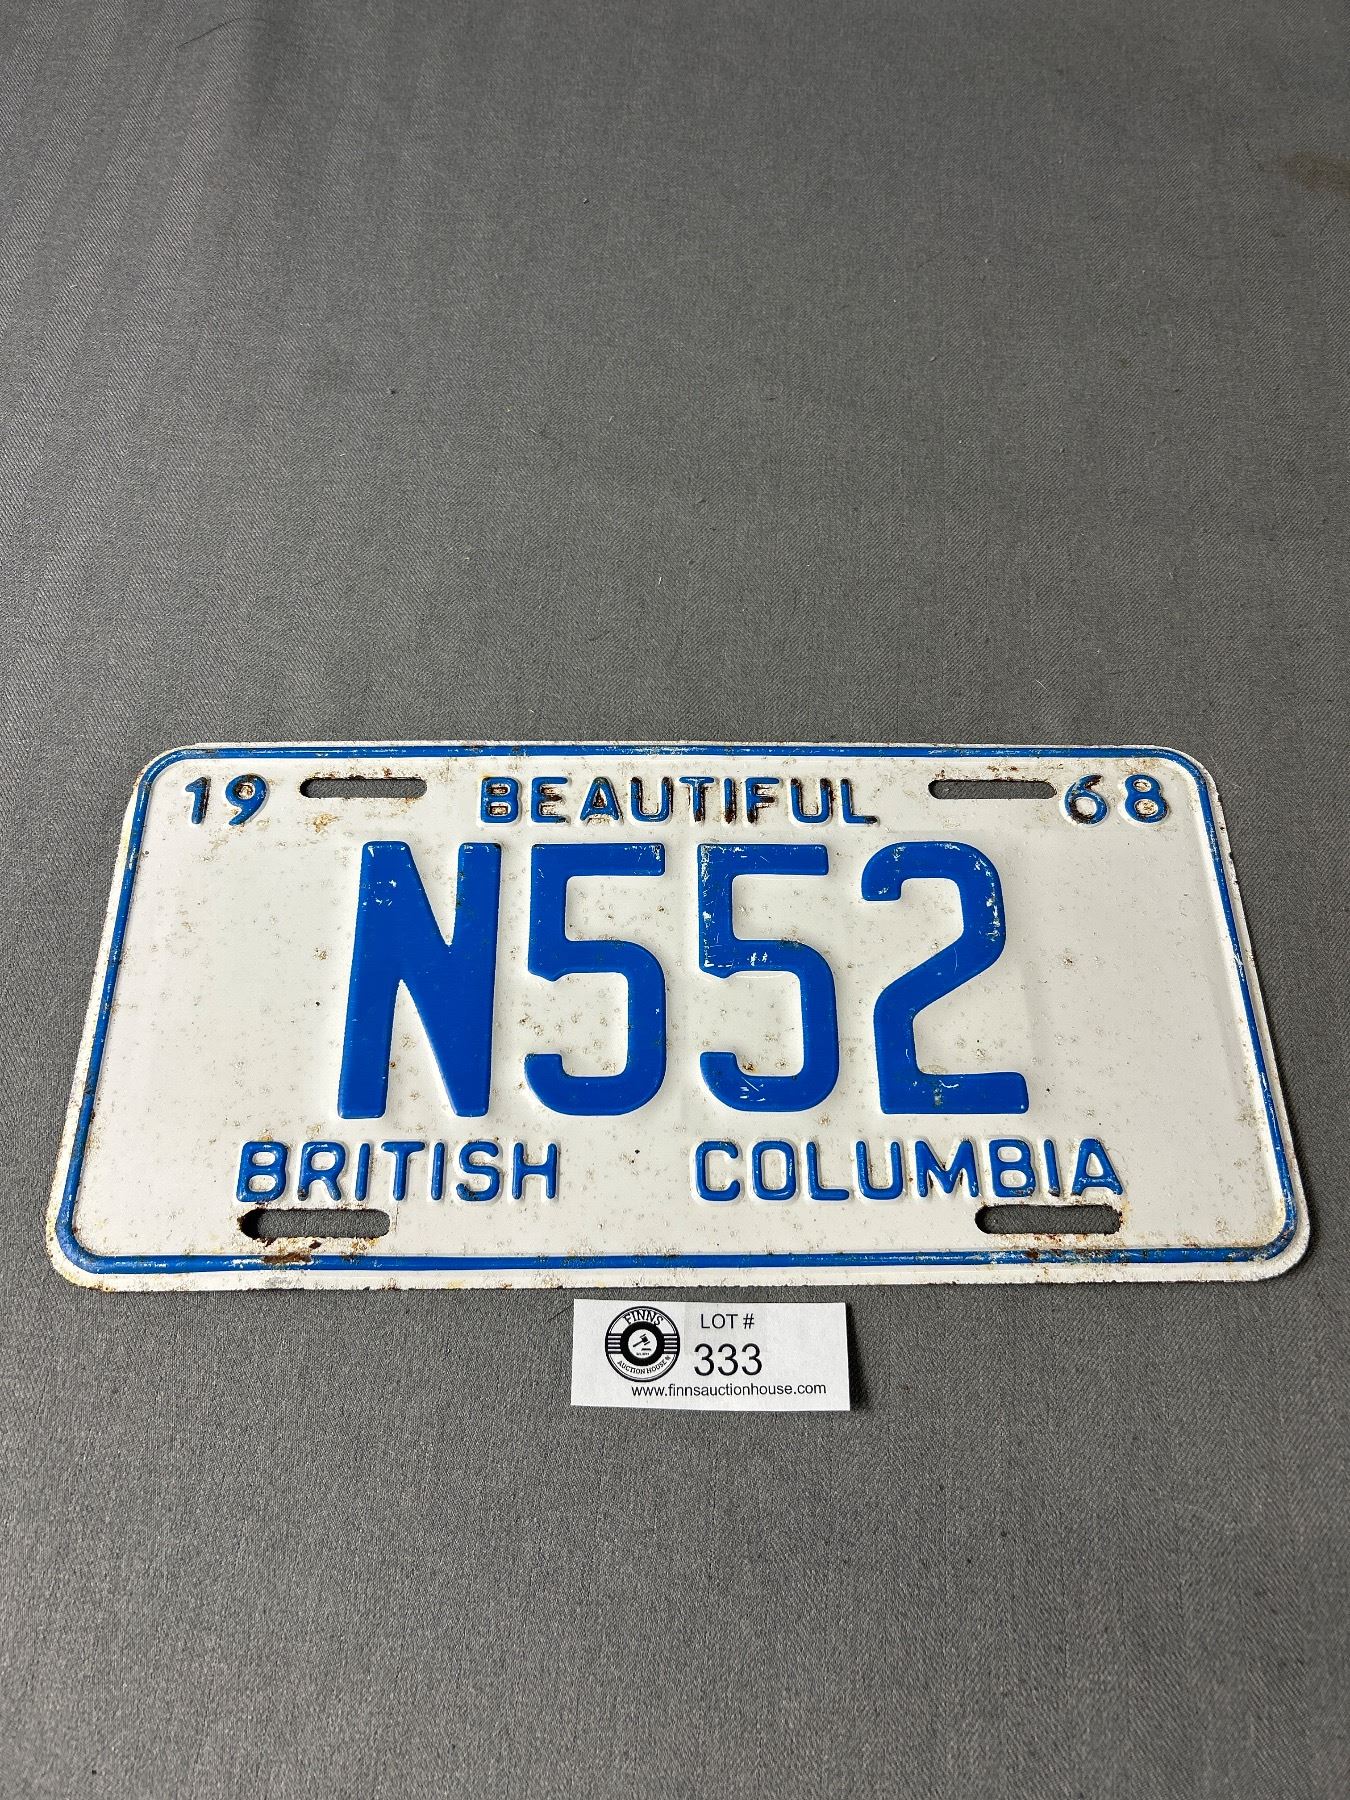 19 BEAUTIFUL 68
N552
BRITISH COLUMBIA
FINNS
AUCTION HOUSE
LOT #
333
www.finnsauctionhouse.com